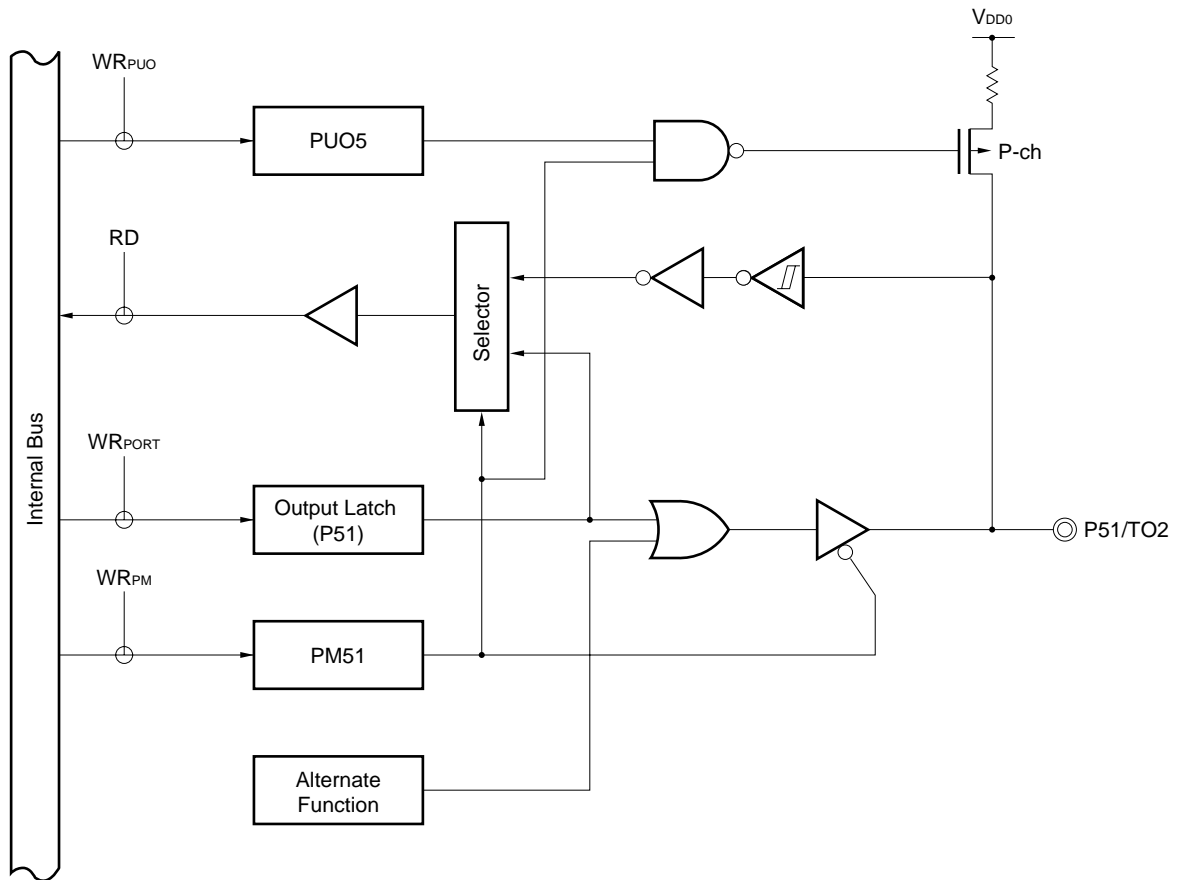 VDD0
WRPUO
PUO5
P-ch
RD
Selector
Internal Bus
WRPORT
Output Latch
(P51)
P51/TO2
WRPM
PM51
Alternate
Function